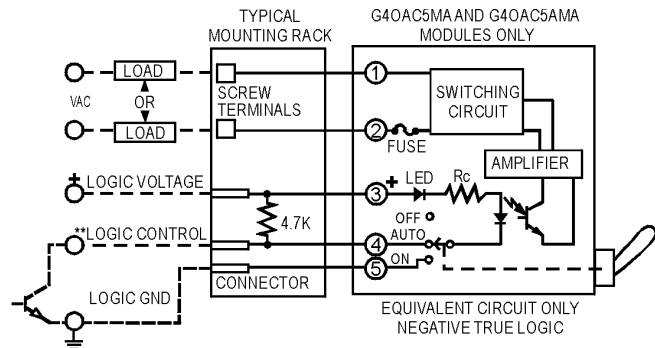 TYPICAL
MOUNTING RACK
G4OAC5MA AND G4OAC5AMA
MODULES ONLY
LOAD
VAC
OR
LOAD
SCREW
TERMINALS
1
2
FUSE
SWITCHING
CIRCUIT
AMPLIFIER
+
LOGIC VOLTAGE
3
+
LED
Rc
4.7K
OFF
**LOGIC CONTROL
4
AUTO
5
ON
LOGIC GND
CONNECTOR
EQUIVALENT CIRCUIT ONLY
NEGATIVE TRUE LOGIC